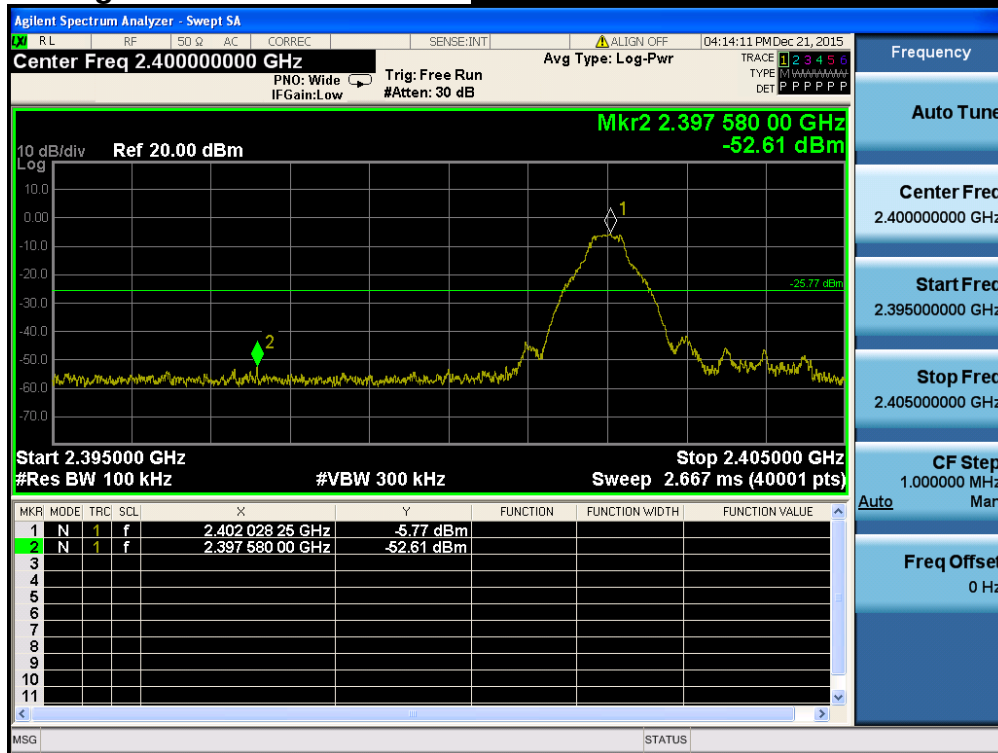 Agilent Spectrum Analyzer - Swept SA
LXI RL RF 50 Ω AC CORREC SENSE:INT ALIGN OFF 04:14:11 PM Dec 21, 2015
Center Freq 2.400000000 GHz
PNO: Wide
IFGain:Low
Trig: Free Run
#Atten: 30 dB
Avg Type: Log-Pwr
TRACE 1 2 3 4 5 6
TYPE M
DET P P P P P P
Mkr2 2.397 580 00 GHz
-52.61 dBm
10 dB/div Ref 20.00 dBm
Log
10.0
0.00
-10.0
-20.0
-30.0
-40.0
-50.0
-60.0
-70.0
1
-25.77 dBm
2
Start 2.395000 GHz Stop 2.405000 GHz
#Res BW 100 kHz #VBW 300 kHz Sweep 2.667 ms (40001 pts)
MKR MODE TRC SCL X Y FUNCTION FUNCTION WIDTH FUNCTION VALUE
1 N 1 f 2.402 028 25 GHz -5.77 dBm
2 N 1 f 2.397 580 00 GHz -52.61 dBm
3
4
5
6
7
8
9
10
11
MSG STATUS
Frequency
Auto Tune
Center Freq
2.400000000 GHz
Start Freq
2.395000000 GHz
Stop Freq
2.405000000 GHz
CF Step
1.000000 MHz
Auto Man
Freq Offset
0 Hz